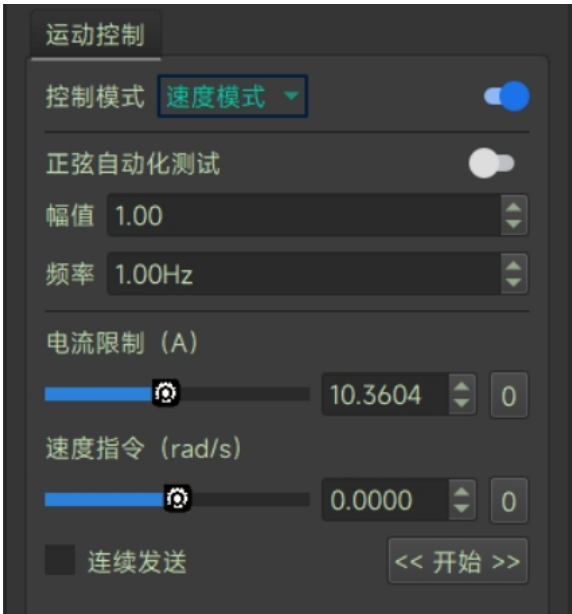 运动控制
控制模式 速度模式
正弦自动化测试
幅值 1.00
频率 1.00Hz
电流限制（A）
10.3604 0
速度指令（rad/s）
0.0000 0
连续发送 << 开始 >>